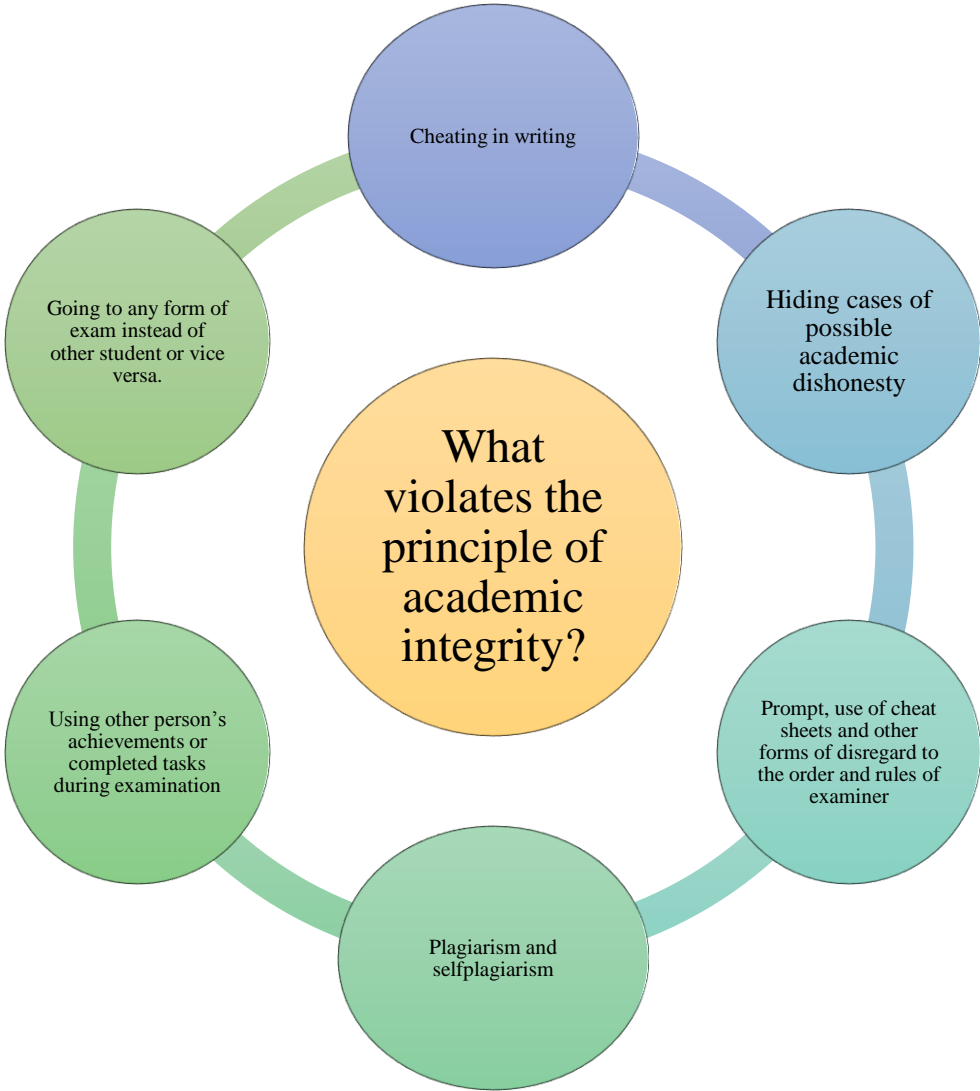 Cheating in writing
Hiding cases of
possible
academic
dishonesty
Prompt, use of cheat
sheets and other
forms of disregard to
the order and rules of
examiner
Plagiarism and
selfplagiarism
Using other person’s
achievements or
completed tasks
during examination
Going to any form of
exam instead of
other student or vice
versa.
What
violates the
principle of
academic
integrity?